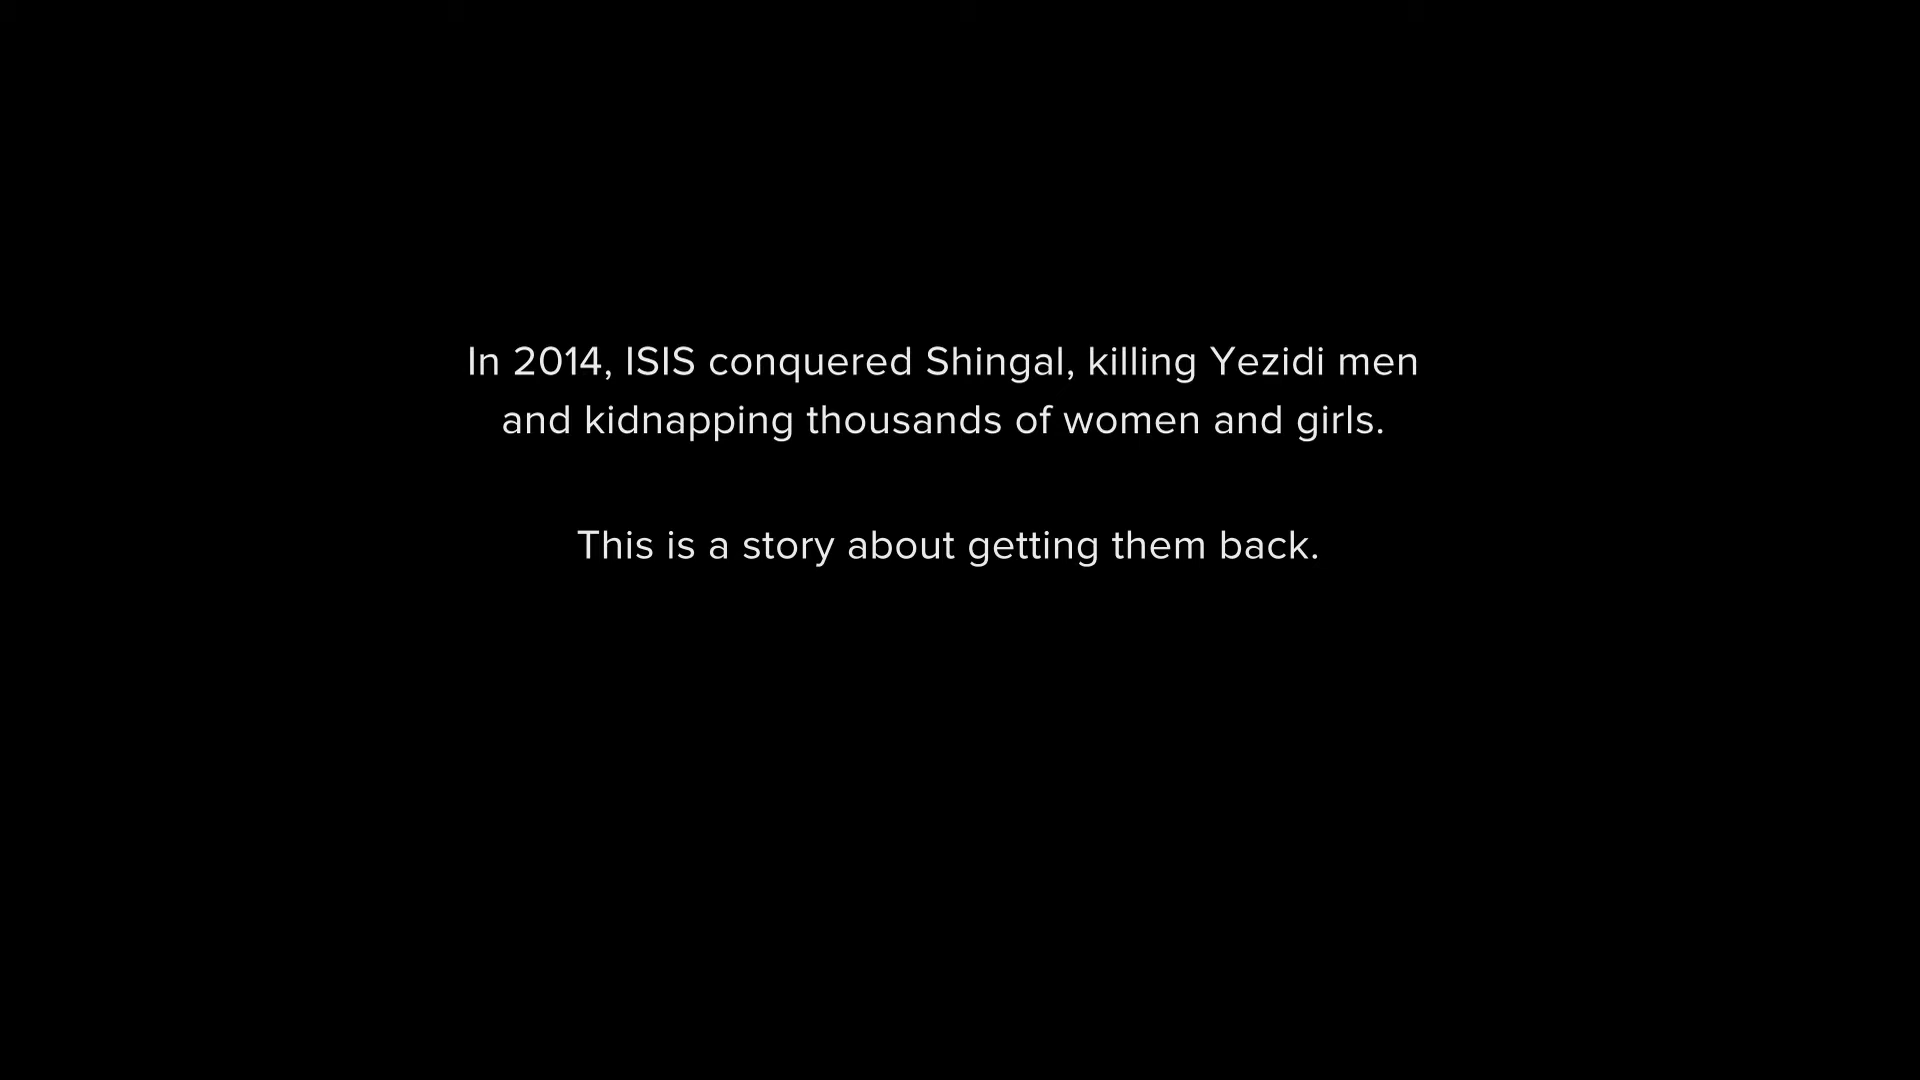 In 2014, ISIS conquered Shingal, killing Yezidi men
and kidnapping thousands of women and girls.
This is a story about getting them back.